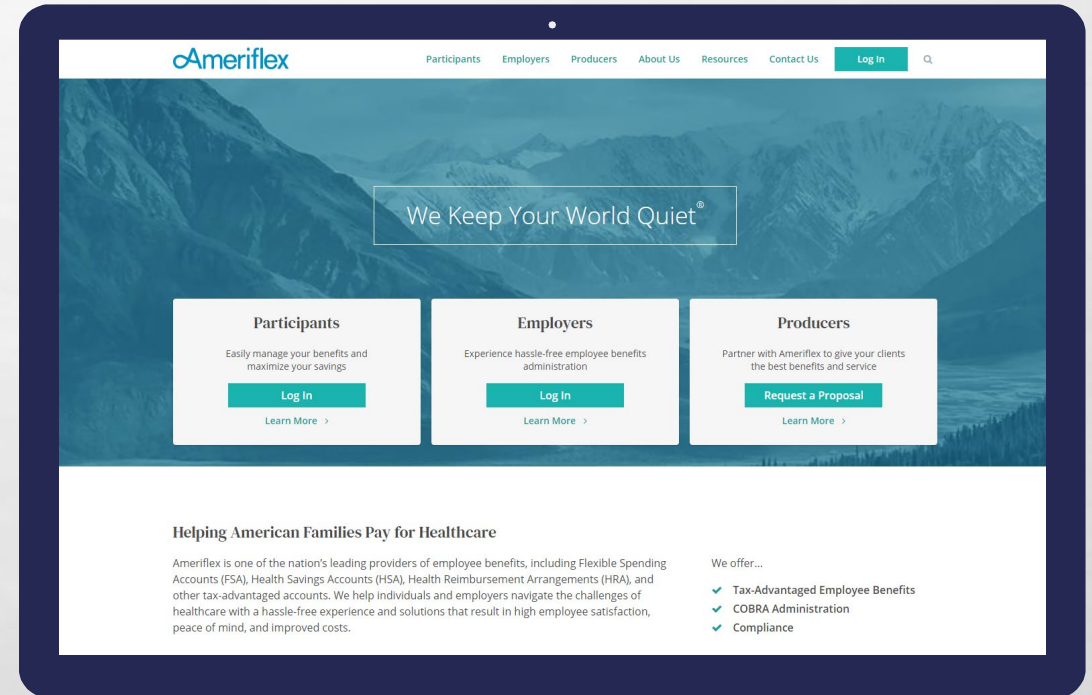 Ameriflex
Participants Employers Producers About Us Resources Contact Us Log In
We Keep Your World Quiet®
Participants
Easily manage your benefits and
maximize your savings
Log In
Learn More >
Employers
Experience hassle-free employee benefits
administration
Log In
Learn More >
Producers
Partner with Ameriflex to give your clients
the best benefits and service
Request a Proposal
Learn More >
Helping American Families Pay for Healthcare
Ameriflex is one of the nation's leading providers of employee benefits, including Flexible Spending
Accounts (FSA), Health Savings Accounts (HSA), Health Reimbursement Arrangements (HRA), and
other tax-advantaged accounts. We help individuals and employers navigate the challenges of
healthcare with a hassle-free experience and solutions that result in high employee satisfaction,
peace of mind, and improved costs.
We offer...
✔ Tax-Advantaged Employee Benefits
✔ COBRA Administration
✔ Compliance